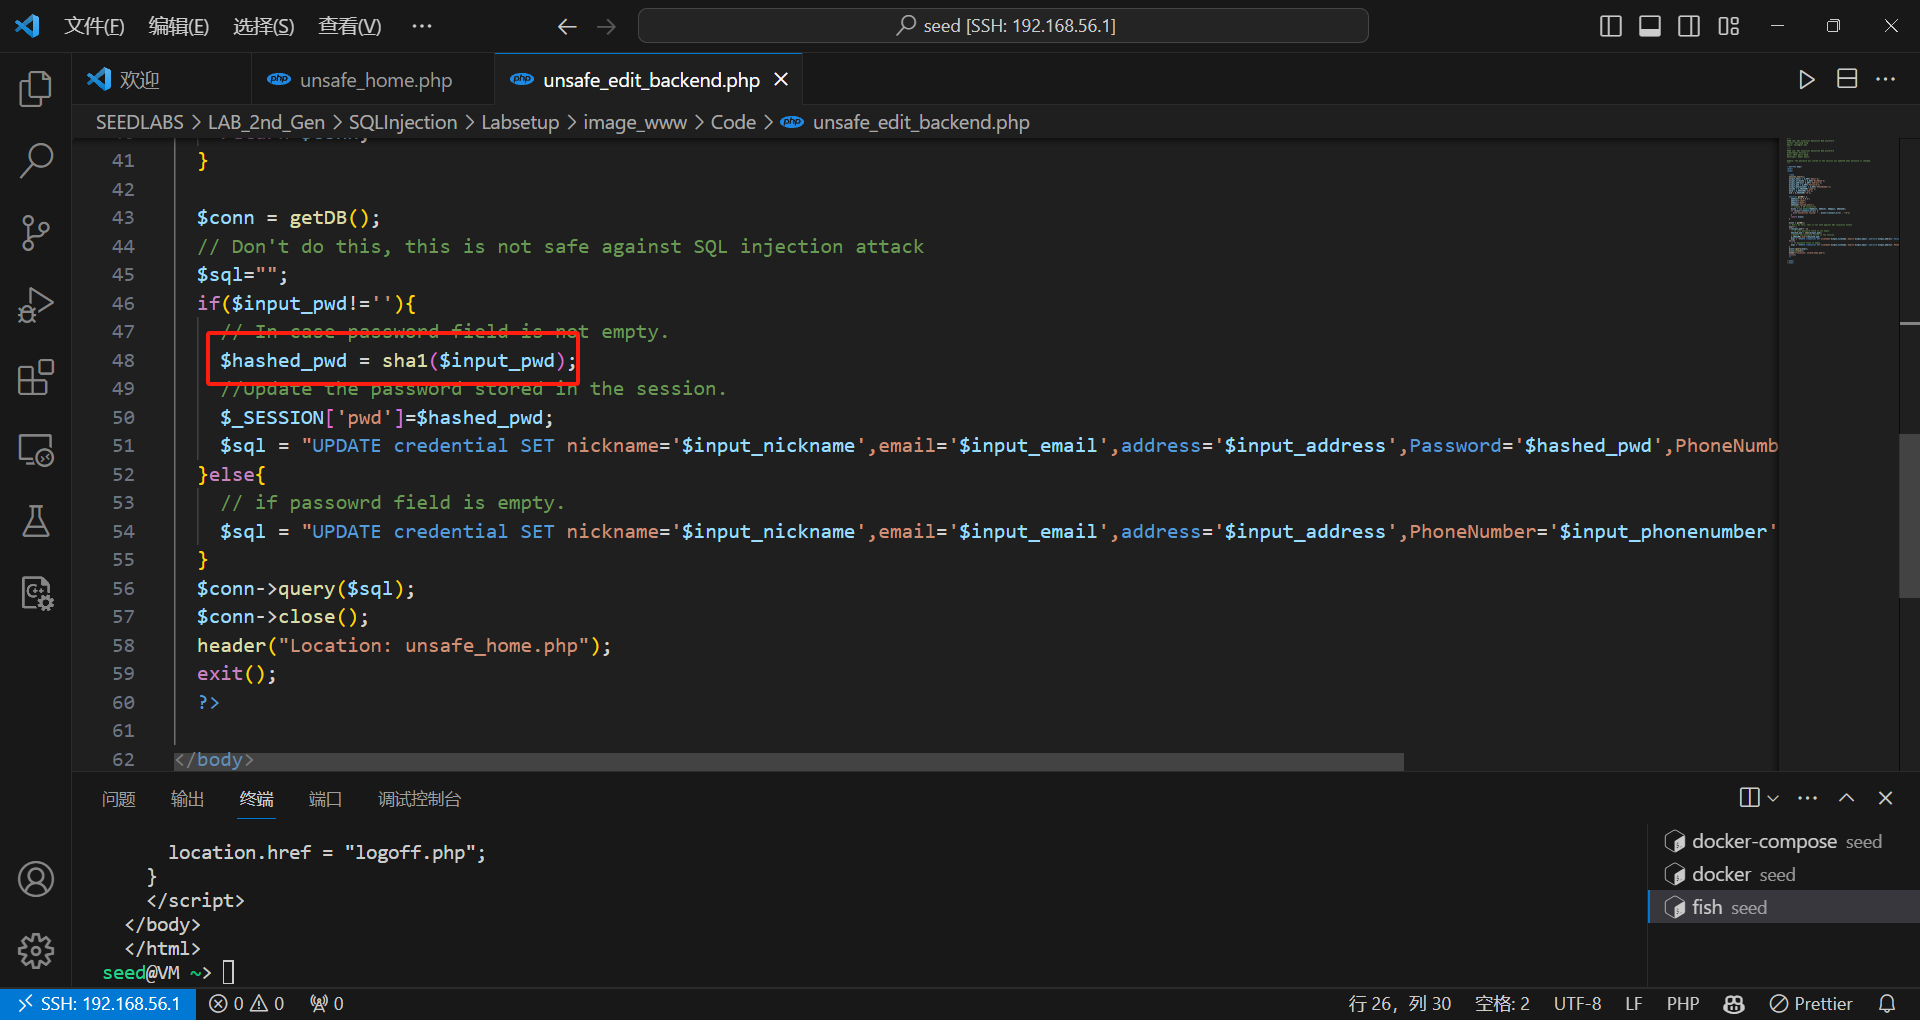 文件(F) 编辑(E) 选择(S) 查看(V) ··· seed [SSH: 192.168.56.1]
欢迎 unsafe_home.php unsafe_edit_backend.php
SEEDLABS > LAB_2nd_Gen > SQLInjection > Labsetup > image_www > Code > unsafe_edit_backend.php
41 }
42
43 $conn = getDB();
44 // Don't do this, this is not safe against SQL injection attack
45 $sql="";
46 if($input_pwd!=''){
47 // In case password field is not empty.
48 $hashed_pwd = sha1($input_pwd);
49 //Update the password stored in the session.
50 $_SESSION['pwd']=$hashed_pwd;
51 $sql = "UPDATE credential SET nickname='$input_nickname',email='$input_email',address='$input_address',Password='$hashed_pwd',PhoneNumb
52 }else{
53 // if passowrd field is empty.
54 $sql = "UPDATE credential SET nickname='$input_nickname',email='$input_email',address='$input_address',PhoneNumber='$input_phonenumber'
55 }
56 $conn->query($sql);
57 $conn->close();
58 header("Location: unsafe_home.php");
59 exit();
60 ?>
61
62 </body>
问题 输出 终端 端口 调试控制台
location.href = "logoff.php";
}
</script>
</body>
</html>
seed@VM ~>
docker-compose seed
docker seed
fish seed
SSH: 192.168.56.1 0 0 0 行 26，列 30 空格: 2 UTF-8 LF PHP Prettier